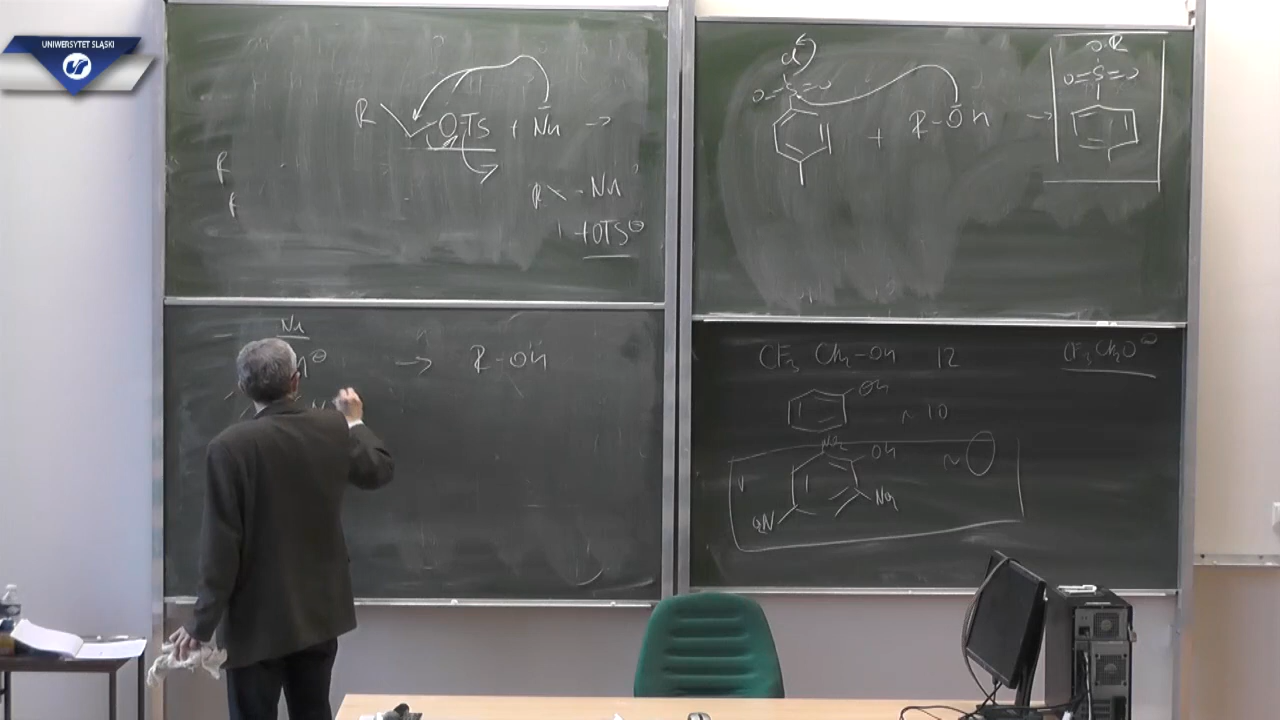 UNIWERSYTET ŚLĄSKI
R OTS + Nu →
R
R - Nu
+ OTS⊖
Cl
O=S=O
+ R-OH →
O-R
O=S=O
Nu
→ R-OH
CF₃ CH₂-OH 12
CF₃CH₂O⊖
OH
~ 10
NO₂
OH
~ 0
O₂N
NO₂